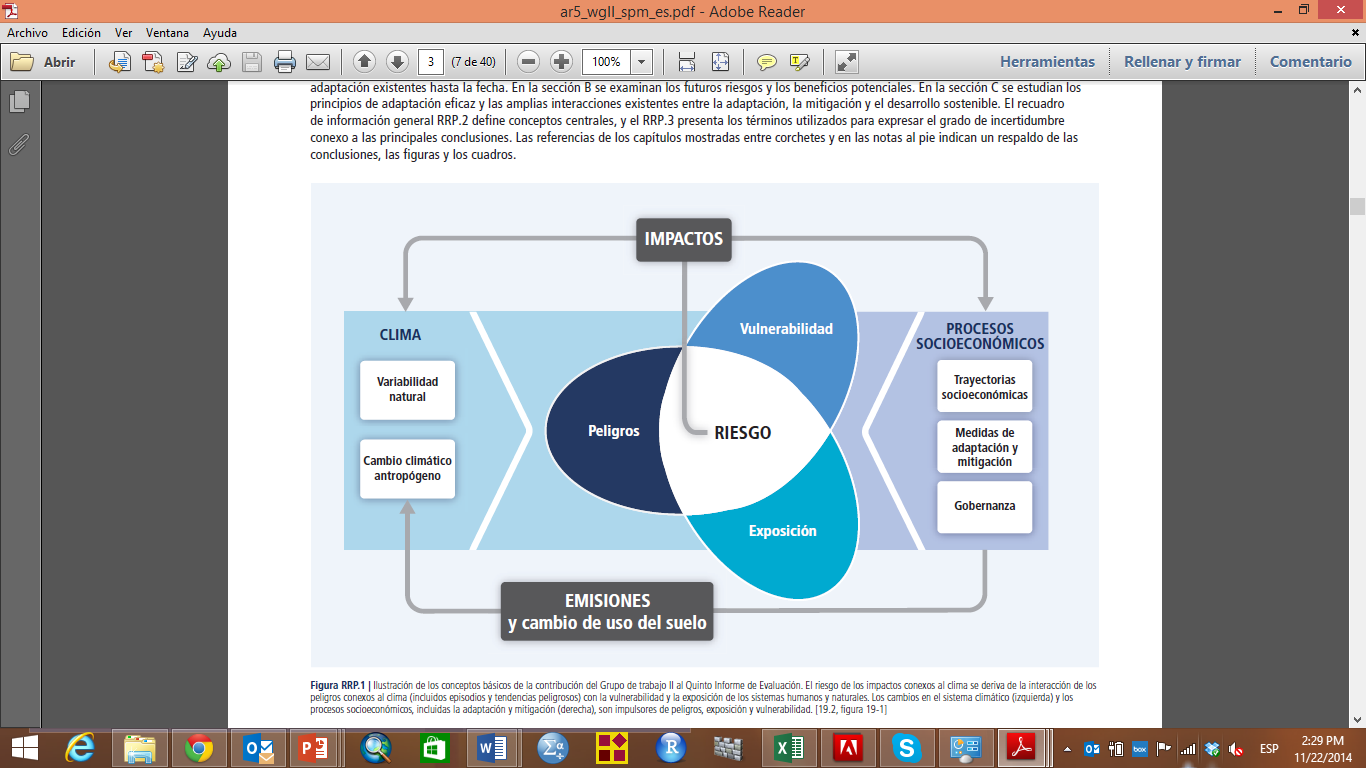 ar5_wgII_spm_es.pdf - Adobe Reader
Archivo Edición Ver Ventana Ayuda
Abrir 3 (7 de 40) 100% Herramientas Rellenar y firmar Comentario
adaptación existentes hasta la fecha. En la sección B se examinan los futuros riesgos y los beneficios potenciales. En la sección C se estudian los
principios de adaptación eficaz y las amplias interacciones existentes entre la adaptación, la mitigación y el desarrollo sostenible. El recuadro
de información general RRP.2 define conceptos centrales, y el RRP.3 presenta los términos utilizados para expresar el grado de incertidumbre
conexo a las principales conclusiones. Las referencias de los capítulos mostradas entre corchetes y en las notas al pie indican un respaldo de las
conclusiones, las figuras y los cuadros.
IMPACTOS
CLIMA
Variabilidad
natural
Cambio climático
antropógeno
Vulnerabilidad
Peligros
RIESGO
Exposición
PROCESOS
SOCIOECONÓMICOS
Trayectorias
socioeconómicas
Medidas de
adaptación y
mitigación
Gobernanza
EMISIONES
y cambio de uso del suelo
Figura RRP.1 | Ilustración de los conceptos básicos de la contribución del Grupo de trabajo II al Quinto Informe de Evaluación. El riesgo de los impactos conexos al clima se deriva de la interacción de los
peligros conexos al clima (incluidos episodios y tendencias peligrosos) con la vulnerabilidad y la exposición de los sistemas humanos y naturales. Los cambios en el sistema climático (izquierda) y los
procesos socioeconómicos, incluidas la adaptación y mitigación (derecha), son impulsores de peligros, exposición y vulnerabilidad. [19.2, figura 19-1]
ESP
2:29 PM
11/22/2014